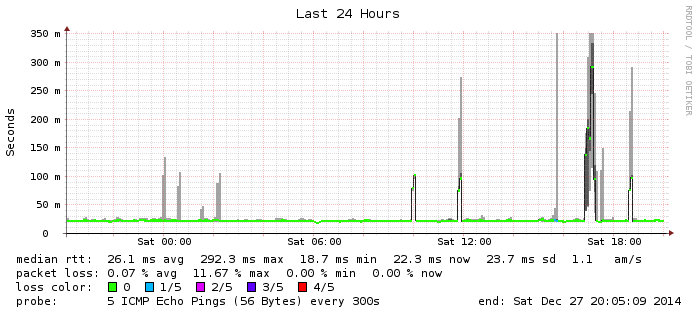 Last 24 Hours
RRDTOOL / TOBI OETIKER
Seconds
350 m
300 m
250 m
200 m
150 m
100 m
50 m
0
Sat 00:00 Sat 06:00 Sat 12:00 Sat 18:00
median rtt: 26.1 ms avg 292.3 ms max 18.7 ms min 22.3 ms now 23.7 ms sd 1.1 am/s
packet loss: 0.07 % avg 11.67 % max 0.00 % min 0.00 % now
loss color: 0 1/5 2/5 3/5 4/5
probe: 5 ICMP Echo Pings (56 Bytes) every 300s end: Sat Dec 27 20:05:09 2014